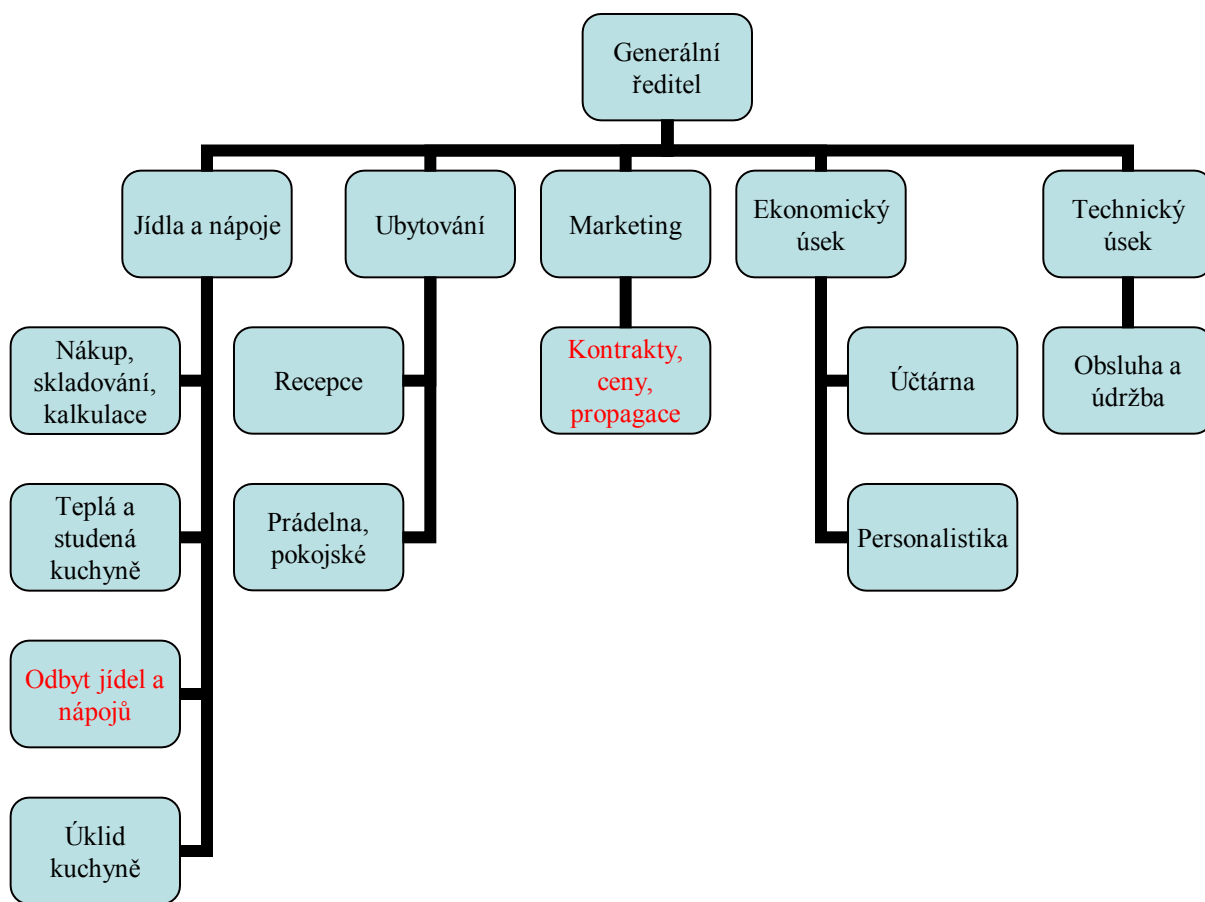 Generální
ředitel
Jídla a nápoje
Ubytování
Marketing
Ekonomický
úsek
Technický
úsek
Nákup,
skladování,
kalkulace
Recepce
Kontrakty,
ceny,
propagace
Účtárna
Obsluha a
údržba
Teplá a
studená
kuchyně
Prádelna,
pokojské
Personalistika
Odbyt jídel a
nápojů
Úklid
kuchyně